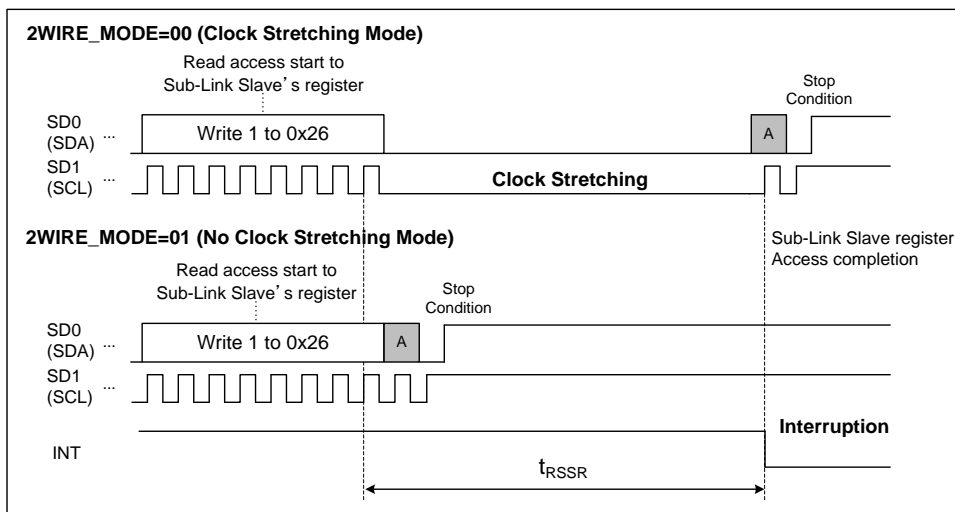 2WIRE_MODE=00 (Clock Stretching Mode)
Read access start to
Sub-Link Slave’s register
Stop
Condition
SD0
(SDA) ...
Write 1 to 0x26
A
SD1
(SCL) ...
Clock Stretching
2WIRE_MODE=01 (No Clock Stretching Mode)
Sub-Link Slave register
Access completion
Read access start to
Sub-Link Slave’s register
Stop
Condition
SD0
(SDA) ...
Write 1 to 0x26
A
SD1
(SCL) ...
Interruption
INT
tRSSR